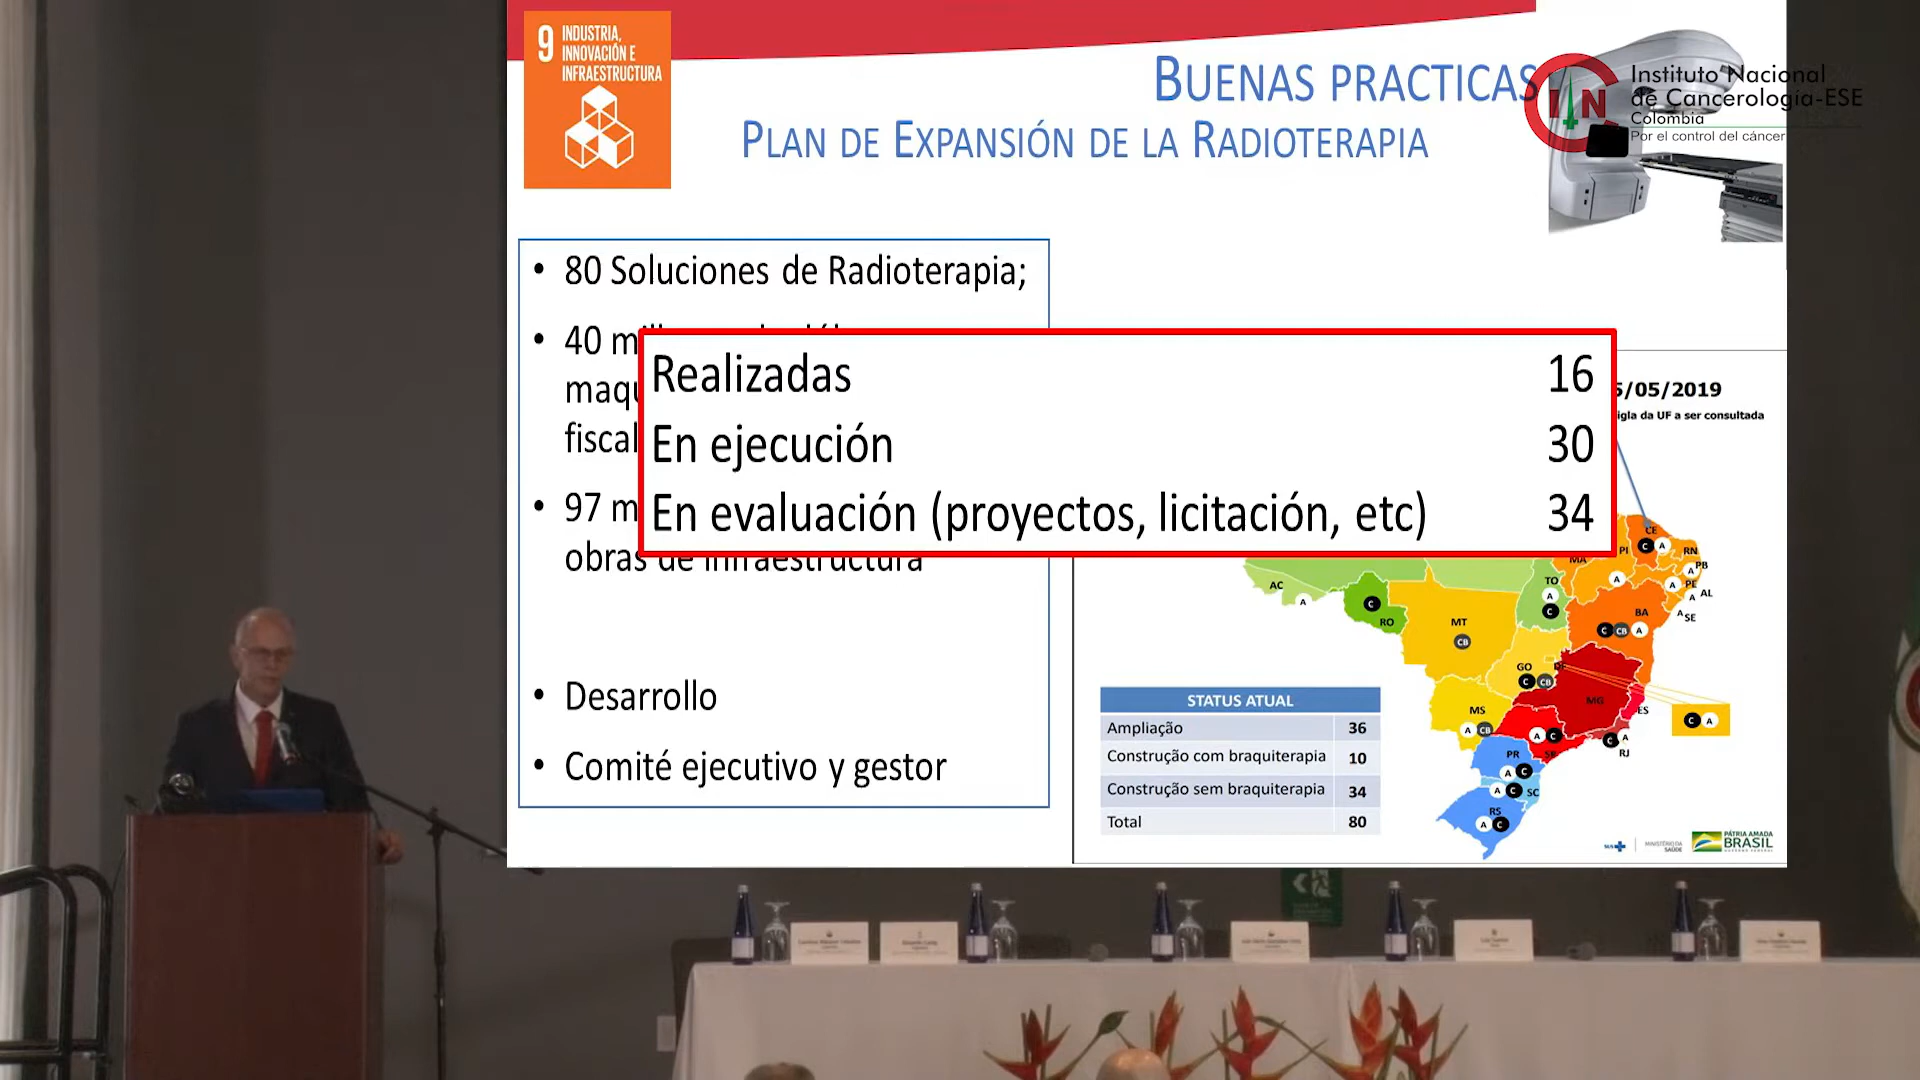 9 INDUSTRIA,
INNOVACIÓN E
INFRAESTRUCTURA
BUENAS PRACTICAS
PLAN DE EXPANSIÓN DE LA RADIOTERAPIA
Instituto Nacional
de Cancerología-ESE
Colombia
Por el control del cáncer
• 80 Soluciones de Radioterapia;
• 40
fiscal
• 97
obras de infraestructura
• Desarrollo
• Comité ejecutivo y gestor
Realizadas 16
En ejecución 30
En evaluación (proyectos, licitación, etc) 34
5/05/2019
igla da UF a ser consultada
CE
C A
PI
RN
MA
PB
A
A
A PE
AL
A
A SE
AC
A
TO
A
C
C
RO
MT
CB
BA
C CB A
GO
DF
C CB
MG
ES
C A
MS
A CB
A C
SP
A
C
RJ
PR
A C
A C SC
RS
A C
STATUS ATUAL
Ampliação 36
Construção com braquiterapia 10
Construção sem braquiterapia 34
Total 80
SUS
MINISTÉRIO DA
SAÚDE
PÁTRIA AMADA
BRASIL